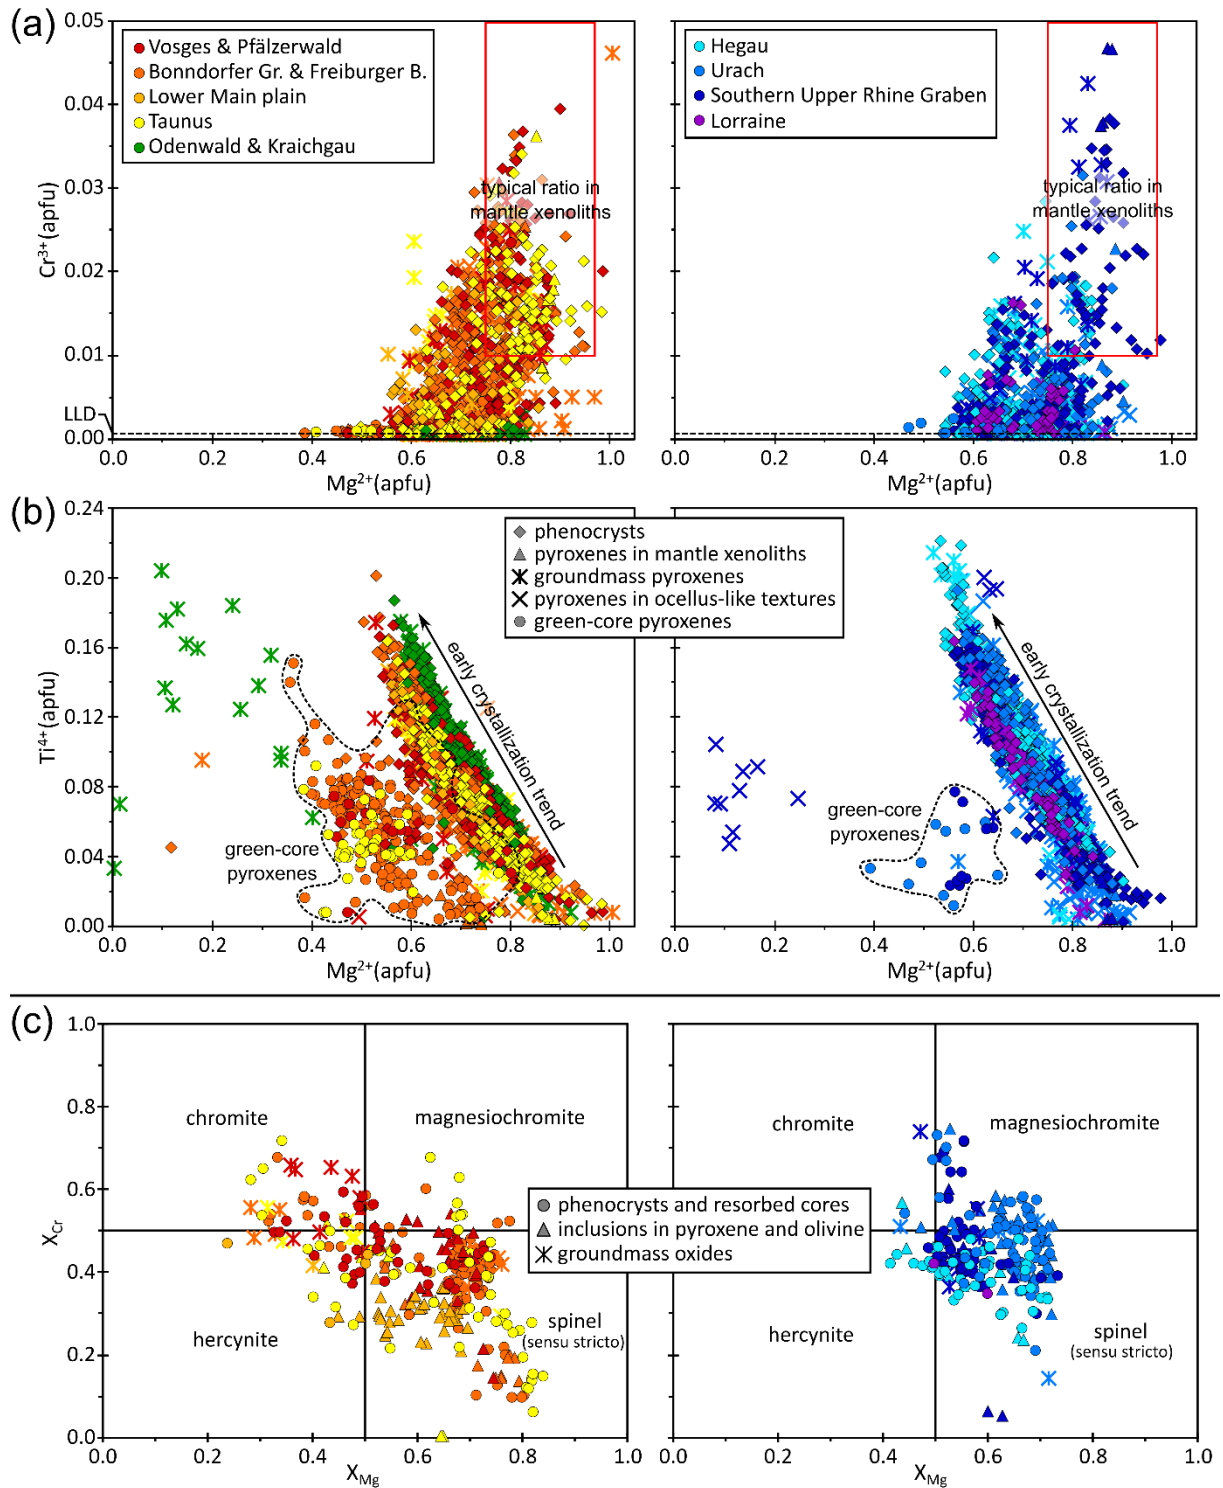 (a)
0.05
0.04
0.03
0.02
0.01
LLD
0.00
Cr³⁺(apfu)
Vosges & Pfälzerwald
Bonndorfer Gr. & Freiburger B.
Lower Main plain
Taunus
Odenwald & Kraichgau
typical ratio in
mantle xenoliths
0.0 0.2 0.4 0.6 0.8 1.0
Mg²⁺(apfu)
Hegau
Urach
Southern Upper Rhine Graben
Lorraine
typical ratio in
mantle xenoliths
0.0 0.2 0.4 0.6 0.8 1.0
Mg²⁺(apfu)
(b)
0.24
0.20
0.16
0.12
0.08
0.04
0.00
Ti⁴⁺(apfu)
phenocrysts
pyroxenes in mantle xenoliths
groundmass pyroxenes
pyroxenes in ocellus-like textures
green-core pyroxenes
early crystallization trend
green-core
pyroxenes
0.0 0.2 0.4 0.6 0.8 1.0
Mg²⁺(apfu)
early crystallization trend
green-core
pyroxenes
0.0 0.2 0.4 0.6 0.8 1.0
Mg²⁺(apfu)
(c)
1.0
0.8
0.6
0.4
0.2
0.0
X_Cr
chromite
magnesiochromite
hercynite
spinel
(sensu stricto)
0.0 0.2 0.4 0.6 0.8 1.0
X_Mg
phenocrysts and resorbed cores
inclusions in pyroxene and olivine
groundmass oxides
chromite
magnesiochromite
hercynite
spinel
(sensu stricto)
0.0 0.2 0.4 0.6 0.8 1.0
X_Mg